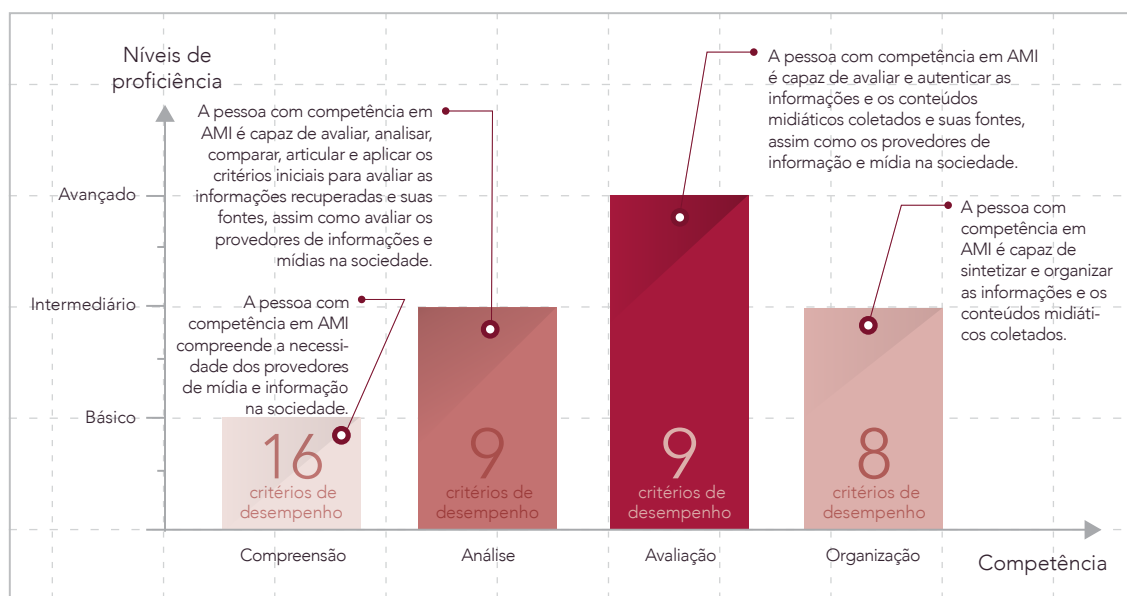 Níveis de
proficiência
A pessoa com competência em AMI
é capaz de avaliar e autenticar as
informações e os conteúdos
midiáticos coletados e suas fontes,
assim como os provedores de
informação e mídia na sociedade.
A pessoa com competência em
AMI é capaz de avaliar, analisar,
comparar, articular e aplicar os
critérios iniciais para avaliar as
informações recuperadas e suas
fontes, assim como avaliar os
provedores de informações e
mídias na sociedade.
Avançado
A pessoa com
competência em
AMI é capaz de
sintetizar e organizar
as informações e os
conteúdos midiáti-
cos coletados.
Intermediário
A pessoa com
competência em AMI
compreende a necessi-
dade dos provedores
de mídia e informação
na sociedade.
Básico
16
critérios de
desempenho
9
critérios de
desempenho
9
critérios de
desempenho
8
critérios de
desempenho
Compreensão
Análise
Avaliação
Organização
Competência